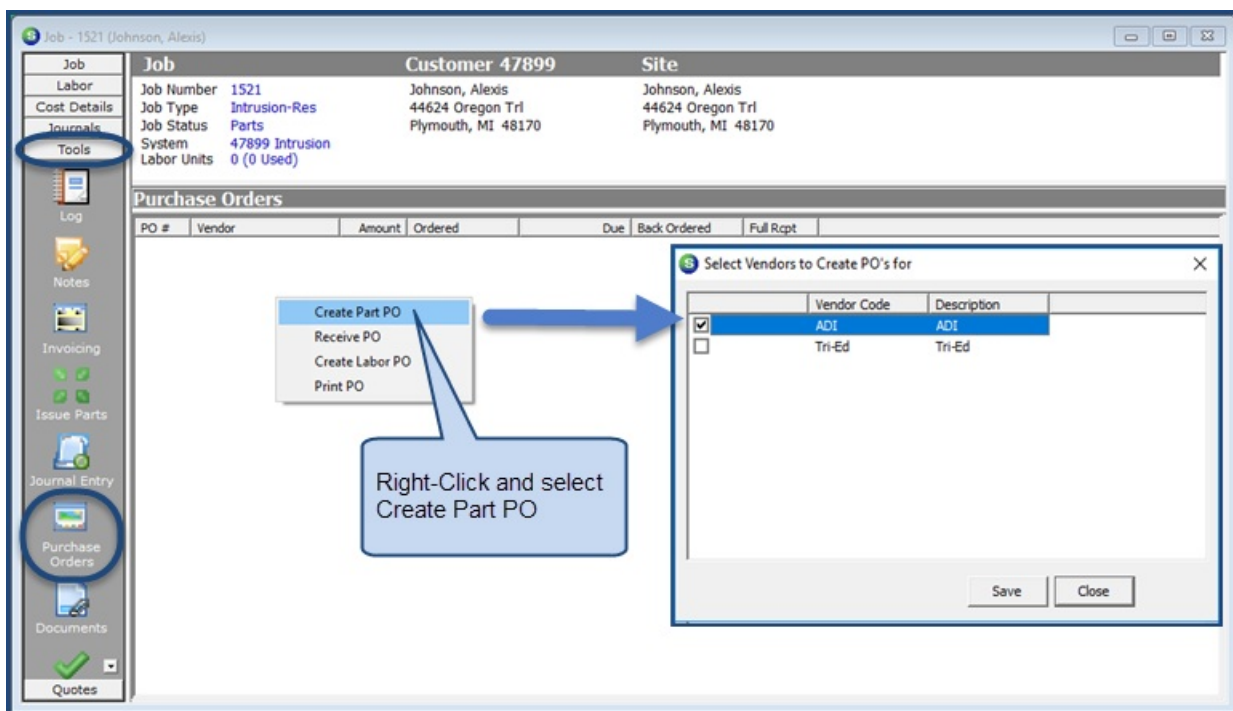 Job - 1521 (Johnson, Alexis)
Job
Labor
Cost Details
Journals
Tools
Log
Notes
Invoicing
Issue Parts
Journal Entry
Purchase
Orders
Documents
Quotes
Job Customer 47899 Site
Job Number 1521 Johnson, Alexis Johnson, Alexis
Job Type Intrusion-Res 44624 Oregon Trl 44624 Oregon Trl
Job Status Parts Plymouth, MI 48170 Plymouth, MI 48170
System 47899 Intrusion
Labor Units 0 (0 Used)
Purchase Orders
PO # Vendor Amount Ordered Due Back Ordered Full Rcpt
Create Part PO
Receive PO
Create Labor PO
Print PO
Right-Click and select
Create Part PO
Select Vendors to Create PO's for
Vendor Code Description
ADI ADI
Tri-Ed Tri-Ed
Save Close